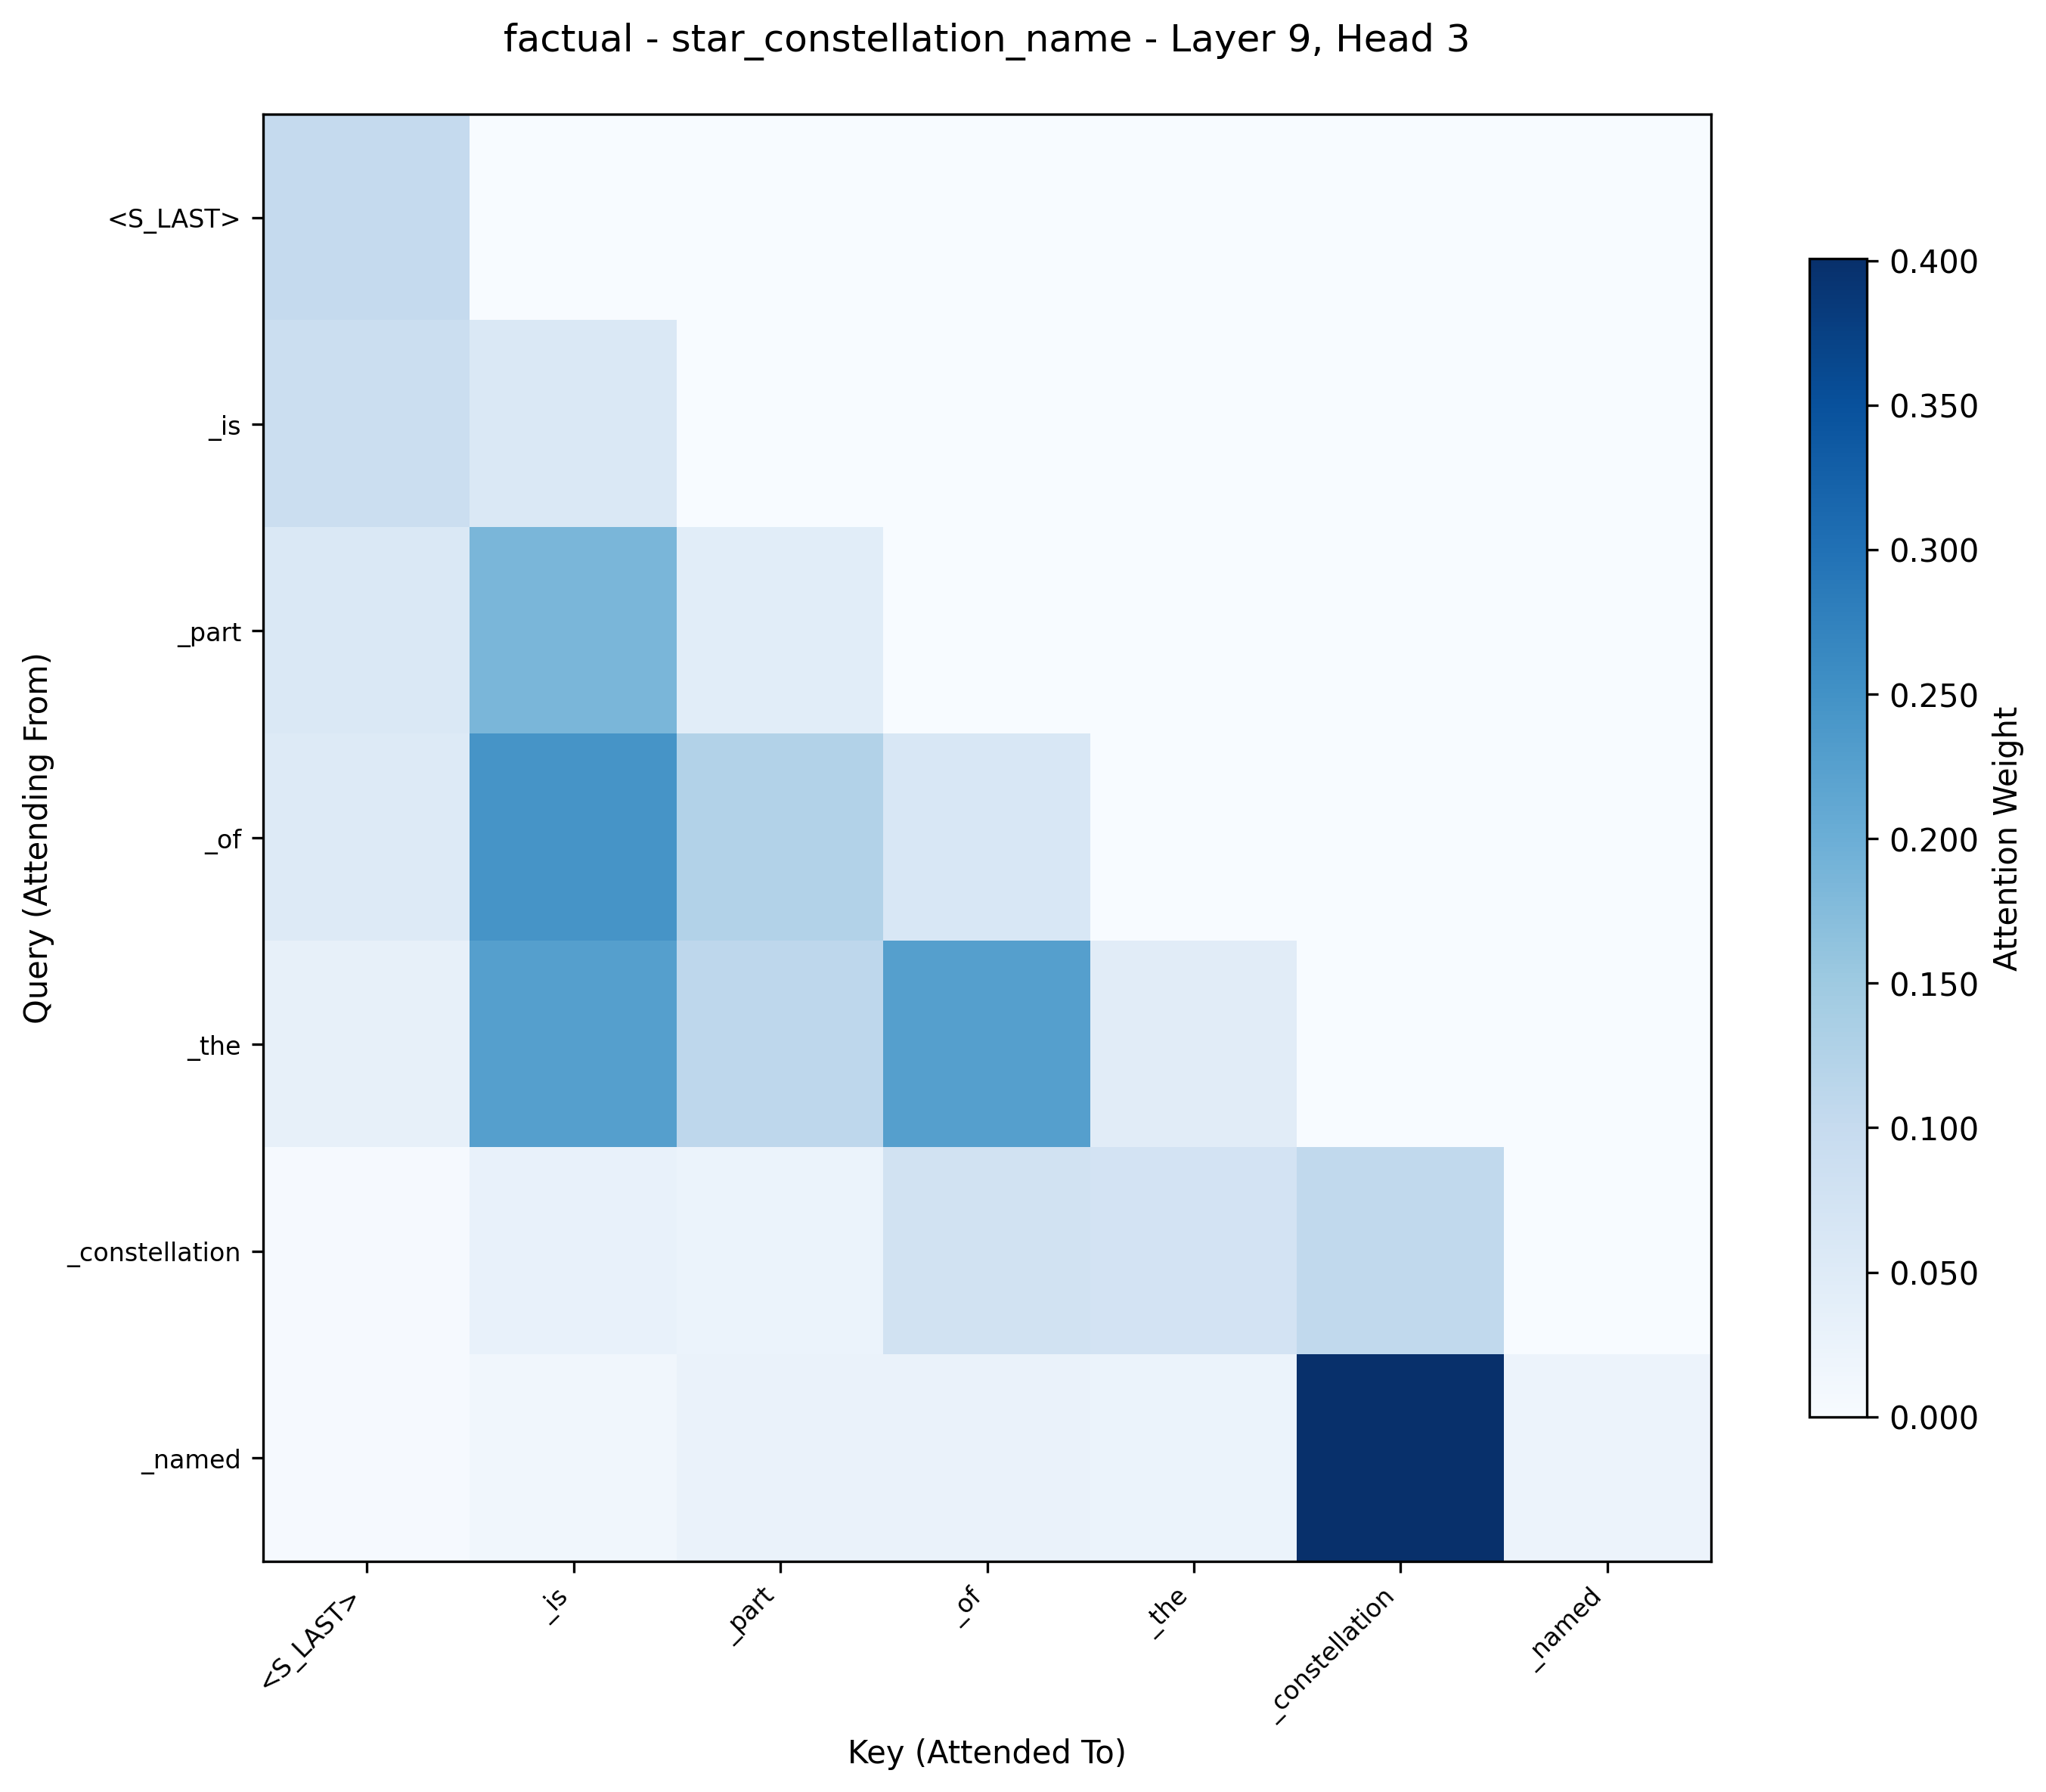 factual - star_constellation_name - Layer 9, Head 3
Query (Attending From)
<S_LAST>
_is
_part
_of
_the
_constellation
_named
<S_LAST>
_is
_part
_of
_the
_constellation
_named
Key (Attended To)
0.400
0.350
0.300
0.250
0.200
0.150
0.100
0.050
0.000
Attention Weight